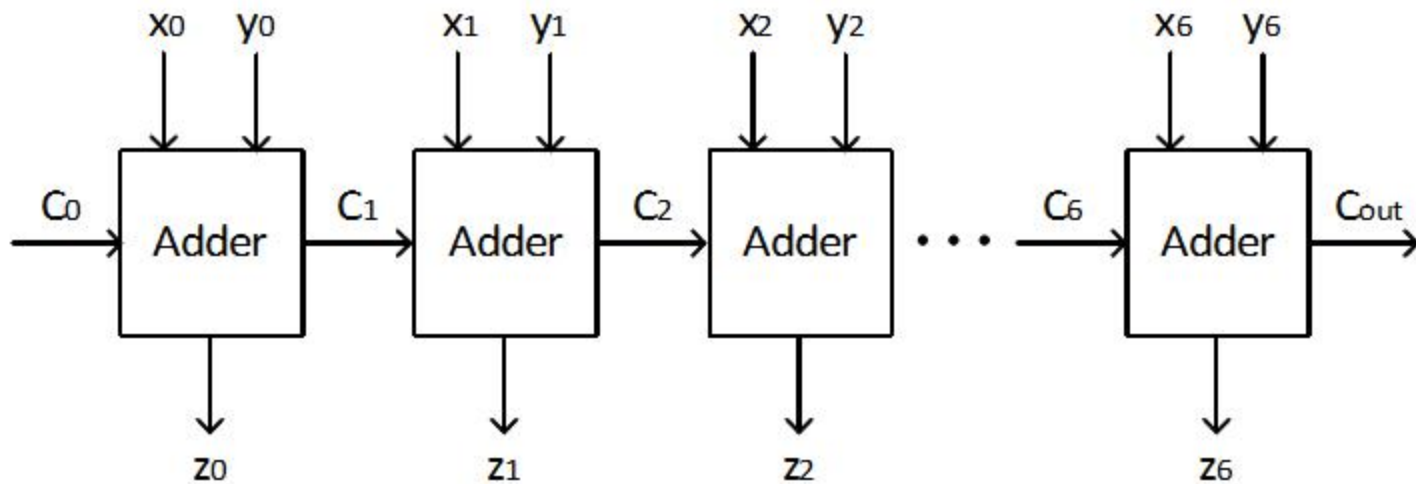 x0 y0 x1 y1 x2 y2 x6 y6
C0 C1 C2 C6 Cout
Adder Adder Adder • • • Adder
z0 z1 z2 z6